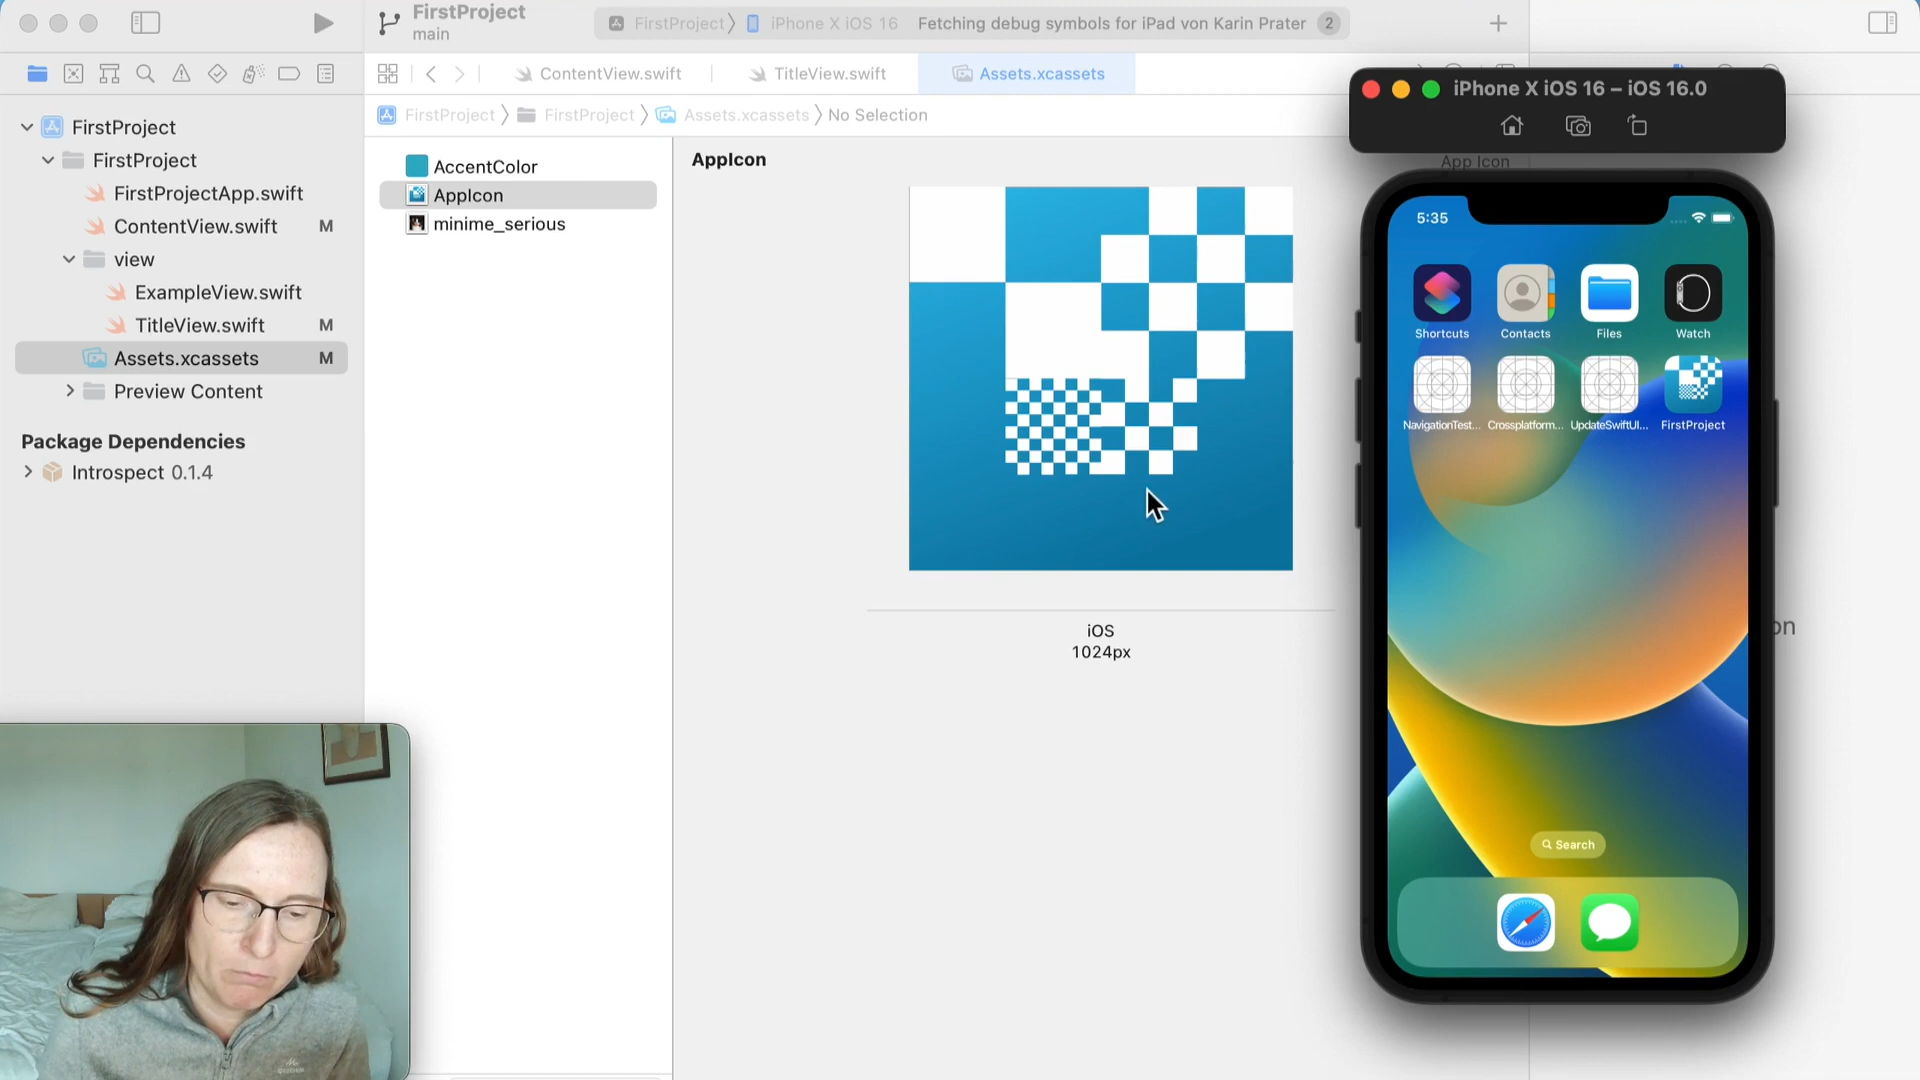 FirstProject
main
FirstProject
iPhone X iOS 16
Fetching debug symbols for iPad von Karin Prater
2
ContentView.swift
TitleView.swift
Assets.xcassets
FirstProject
FirstProject
Assets.xcassets
No Selection
FirstProject
FirstProject
FirstProjectApp.swift
ContentView.swift M
view
ExampleView.swift
TitleView.swift M
Assets.xcassets M
Preview Content
Package Dependencies
Introspect 0.1.4
AccentColor
AppIcon
minime_serious
AppIcon
iOS
1024px
iPhone X iOS 16 – iOS 16.0
App Icon
5:35
Shortcuts
Contacts
Files
Watch
NavigationTest...
Crossplatform...
UpdateSwiftUI...
FirstProject
Search
on